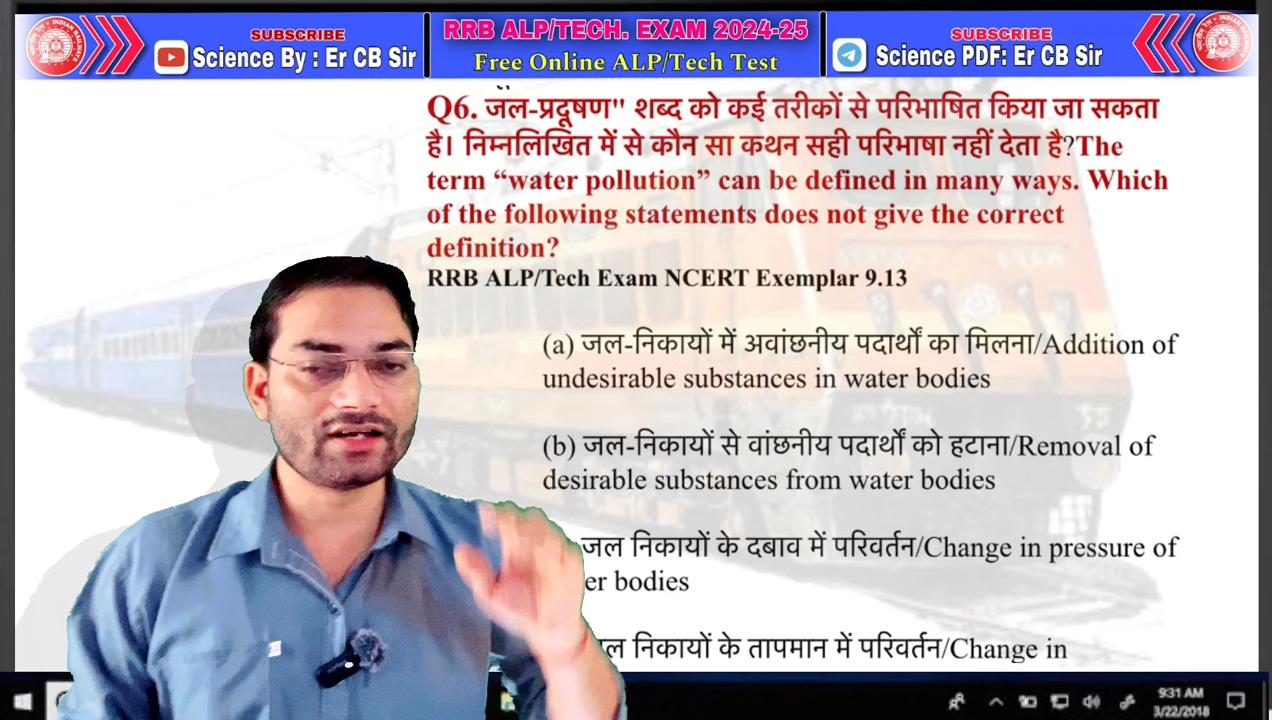 SUBSCRIBE
Science By : Er CB Sir
RRB ALP/TECH. EXAM 2024-25
Free Online ALP/Tech Test
SUBSCRIBE
Science PDF: Er CB Sir
Q6. जल-प्रदूषण" शब्द को कई तरीकों से परिभाषित किया जा सकता
है। निम्नलिखित में से कौन सा कथन सही परिभाषा नहीं देता है?The
term “water pollution” can be defined in many ways. Which
of the following statements does not give the correct
definition?
RRB ALP/Tech Exam NCERT Exemplar 9.13
(a) जल-निकायों में अवांछनीय पदार्थों का मिलना/Addition of
undesirable substances in water bodies
(b) जल-निकायों से वांछनीय पदार्थों को हटाना/Removal of
desirable substances from water bodies
जल निकायों के दबाव में परिवर्तन/Change in pressure of
er bodies
निकायों के तापमान में परिवर्तन/Change in
9:31 AM
3/22/2018